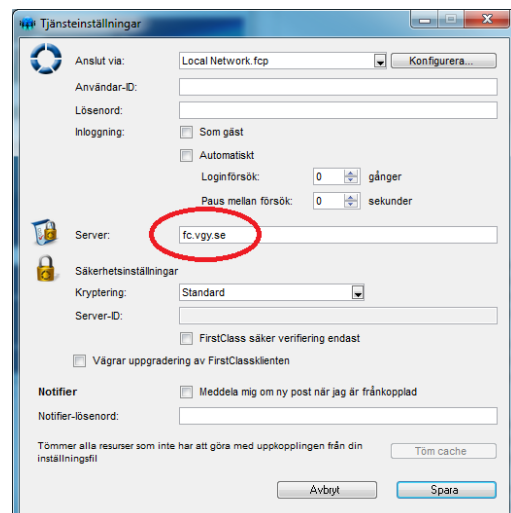 Tjänsteinställningar
Anslut via: Local Network.fcp Konfigurera...
Användar-ID:
Lösenord:
Inloggning: Som gäst
Automatiskt
Loginförsök: 0 gånger
Paus mellan försök: 0 sekunder
Server: fc.vgy.se
Säkerhetsinställningar
Kryptering: Standard
Server-ID:
FirstClass säker verifiering endast
Vägrar uppgradering av FirstClassklienten
Notifier Meddela mig om ny post när jag är frånkopplad
Notifier-lösenord:
Tömmer alla resurser som inte har att göra med uppkopplingen från din
inställningsfil
Töm cache
Avbryt Spara